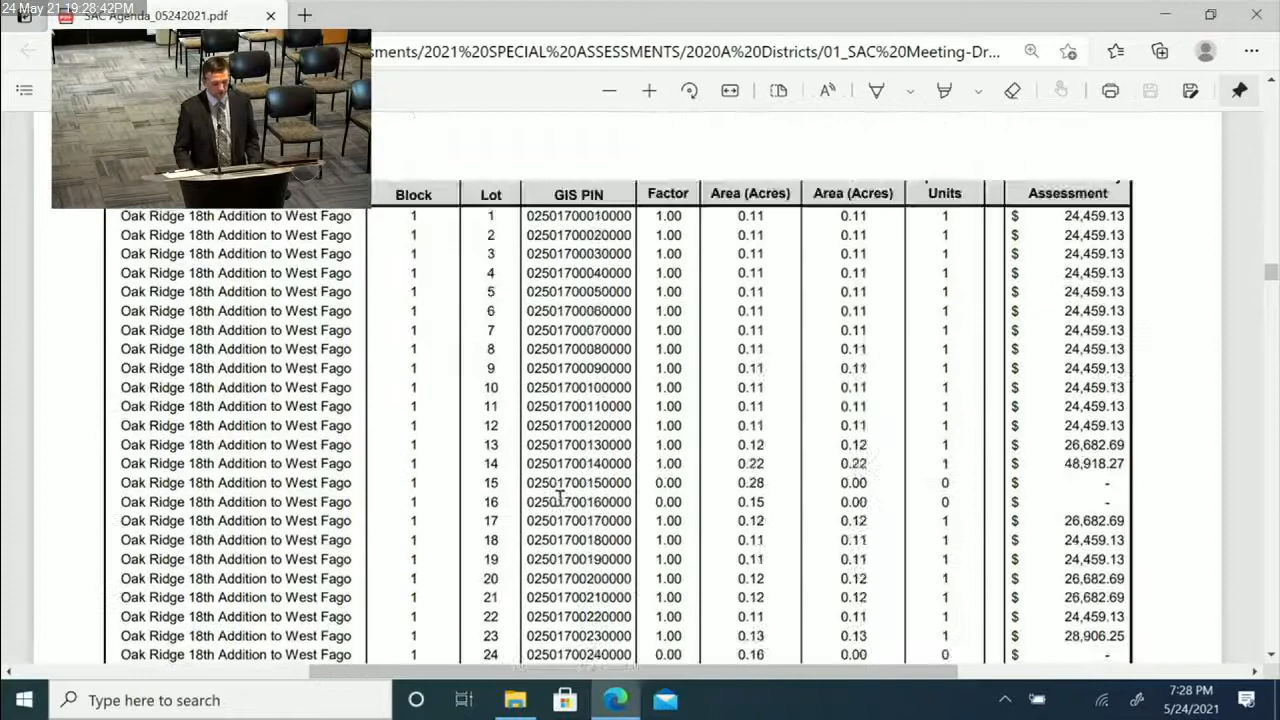 24 May 21 19:28:42PM
SAC Agenda_05242021.pdf
sments/2021%20SPECIAL%20ASSESSMENTS/2020A%20Districts/01_SAC%20Meeting-Dr...
Block Lot GIS PIN Factor Area (Acres) Area (Acres) Units Assessment
Oak Ridge 18th Addition to West Fago 1 1 02501700010000 1.00 0.11 0.11 1 $ 24,459.13
Oak Ridge 18th Addition to West Fago 1 2 02501700020000 1.00 0.11 0.11 1 $ 24,459.13
Oak Ridge 18th Addition to West Fago 1 3 02501700030000 1.00 0.11 0.11 1 $ 24,459.13
Oak Ridge 18th Addition to West Fago 1 4 02501700040000 1.00 0.11 0.11 1 $ 24,459.13
Oak Ridge 18th Addition to West Fago 1 5 02501700050000 1.00 0.11 0.11 1 $ 24,459.13
Oak Ridge 18th Addition to West Fago 1 6 02501700060000 1.00 0.11 0.11 1 $ 24,459.13
Oak Ridge 18th Addition to West Fago 1 7 02501700070000 1.00 0.11 0.11 1 $ 24,459.13
Oak Ridge 18th Addition to West Fago 1 8 02501700080000 1.00 0.11 0.11 1 $ 24,459.13
Oak Ridge 18th Addition to West Fago 1 9 02501700090000 1.00 0.11 0.11 1 $ 24,459.13
Oak Ridge 18th Addition to West Fago 1 10 02501700100000 1.00 0.11 0.11 1 $ 24,459.13
Oak Ridge 18th Addition to West Fago 1 11 02501700110000 1.00 0.11 0.11 1 $ 24,459.13
Oak Ridge 18th Addition to West Fago 1 12 02501700120000 1.00 0.11 0.11 1 $ 24,459.13
Oak Ridge 18th Addition to West Fago 1 13 02501700130000 1.00 0.12 0.12 1 $ 26,682.69
Oak Ridge 18th Addition to West Fago 1 14 02501700140000 1.00 0.22 0.22 1 $ 48,918.27
Oak Ridge 18th Addition to West Fago 1 15 02501700150000 0.00 0.28 0.00 0 $ -
Oak Ridge 18th Addition to West Fago 1 16 02501700160000 0.00 0.15 0.00 0 $ -
Oak Ridge 18th Addition to West Fago 1 17 02501700170000 1.00 0.12 0.12 1 $ 26,682.69
Oak Ridge 18th Addition to West Fago 1 18 02501700180000 1.00 0.11 0.11 1 $ 24,459.13
Oak Ridge 18th Addition to West Fago 1 19 02501700190000 1.00 0.11 0.11 1 $ 24,459.13
Oak Ridge 18th Addition to West Fago 1 20 02501700200000 1.00 0.12 0.12 1 $ 26,682.69
Oak Ridge 18th Addition to West Fago 1 21 02501700210000 1.00 0.12 0.12 1 $ 26,682.69
Oak Ridge 18th Addition to West Fago 1 22 02501700220000 1.00 0.11 0.11 1 $ 24,459.13
Oak Ridge 18th Addition to West Fago 1 23 02501700230000 1.00 0.13 0.13 1 $ 28,906.25
Oak Ridge 18th Addition to West Fago 1 24 02501700240000 0.00 0.16 0.00 0 $ -
Type here to search
7:28 PM
5/24/2021